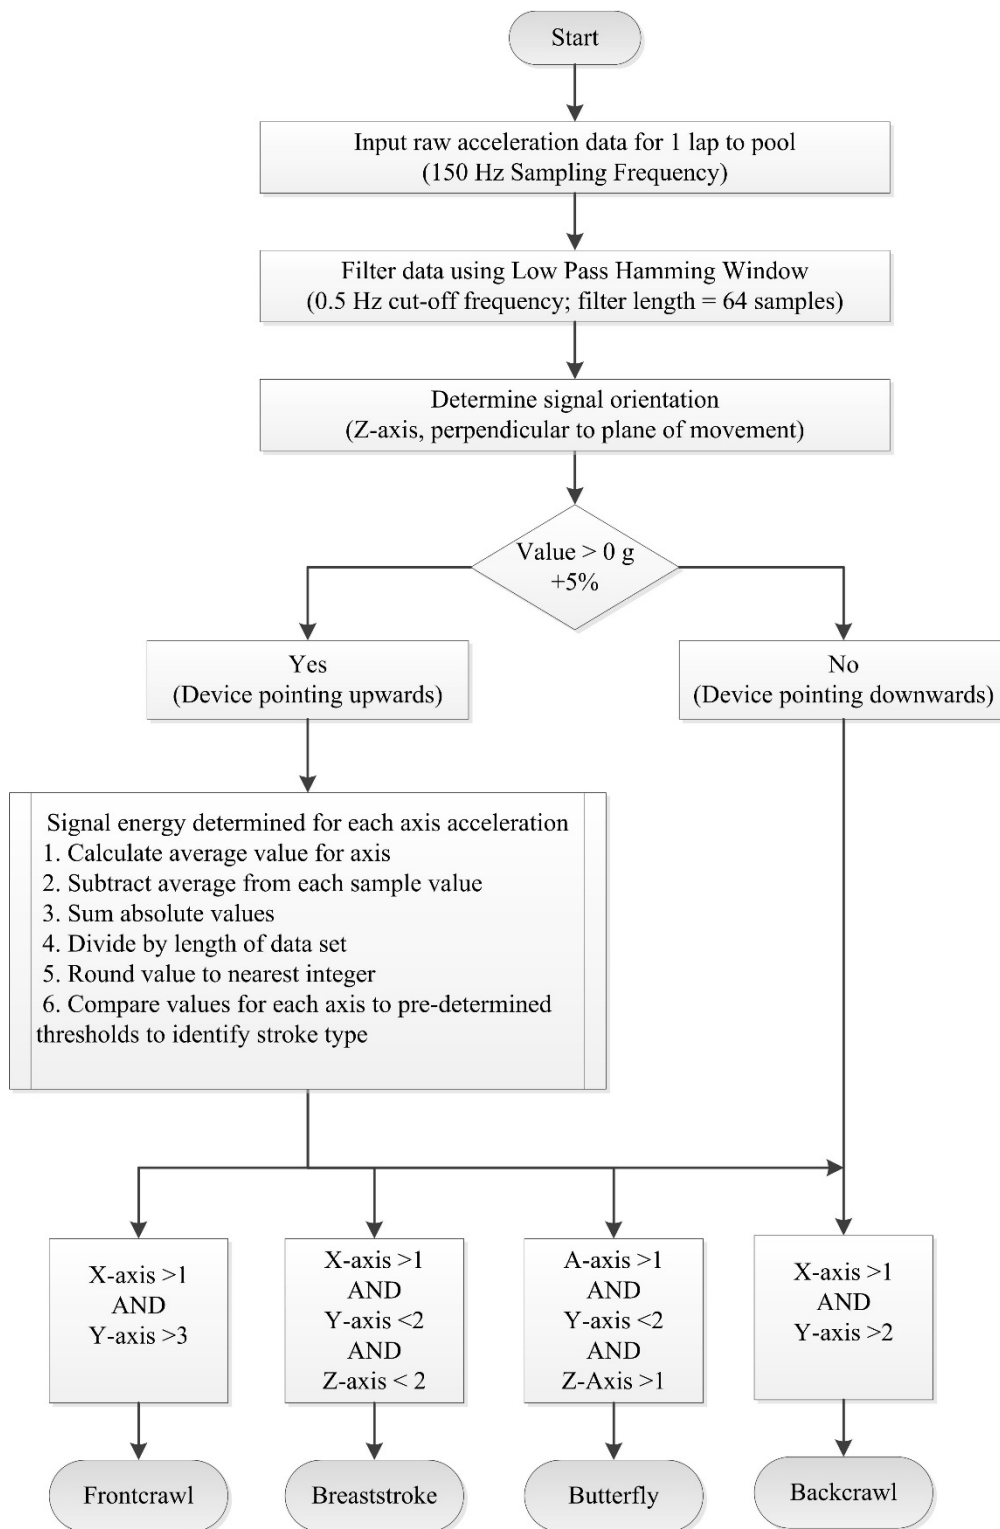 Start
Input raw acceleration data for 1 lap to pool
(150 Hz Sampling Frequency)
Filter data using Low Pass Hamming Window
(0.5 Hz cut-off frequency; filter length = 64 samples)
Determine signal orientation
(Z-axis, perpendicular to plane of movement)
Value > 0 g
+5%
Yes
(Device pointing upwards)
No
(Device pointing downwards)
Signal energy determined for each axis acceleration
1. Calculate average value for axis
2. Subtract average from each sample value
3. Sum absolute values
4. Divide by length of data set
5. Round value to nearest integer
6. Compare values for each axis to pre-determined
thresholds to identify stroke type
X-axis >1
AND
Y-axis >3
X-axis >1
AND
Y-axis <2
AND
Z-axis < 2
A-axis >1
AND
Y-axis <2
AND
Z-Axis >1
X-axis >1
AND
Y-axis >2
Frontcrawl
Breaststroke
Butterfly
Backcrawl